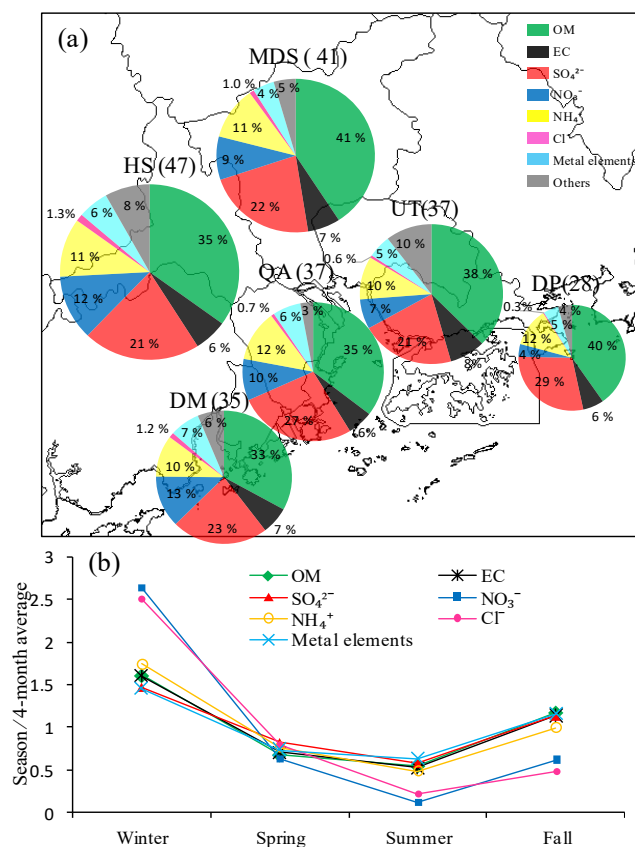 (a)
MDS ( 41)
1.0 %
4 %
5 %
11 %
41 %
9 %
22 %
7 %
OM
EC
SO₄²⁻
NO₃⁻
NH₄⁺
Cl⁻
Metal elements
Others
HS (47)
1.3%
6 %
8 %
35 %
11 %
12 %
21 %
6 %
UT(37)
0.6 %
5 %
10 %
38 %
10 %
7 %
21 %
8%
QA (37)
0.7 %
6 %
3 %
35 %
12 %
10 %
27 %
6%
DP(28)
0.3%
5 %
4 %
40 %
12 %
4 %
29 %
6 %
DM (35)
1.2 %
7 %
6 %
33 %
10 %
13 %
23 %
7 %
(b)
OM
EC
SO₄²⁻
NO₃⁻
NH₄⁺
Cl⁻
Metal elements
Season/4-month average
3
2.5
2
1.5
1
0.5
0
Winter
Spring
Summer
Fall